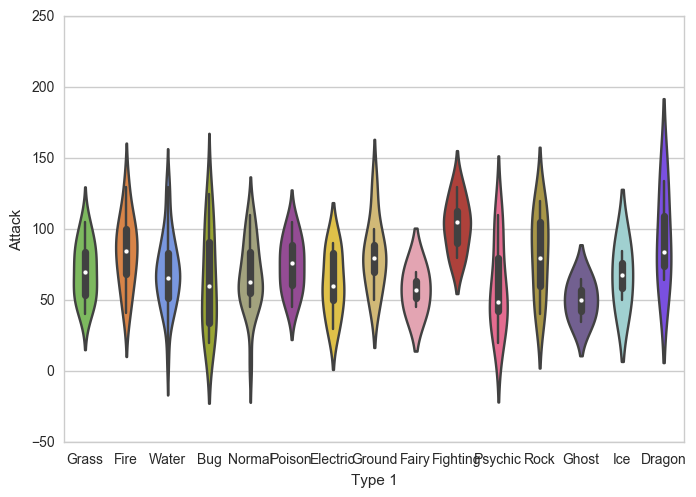 250
200
150
100
50
0
−50
Attack
Grass Fire Water Bug Normal Poison Electric Ground Fairy Fighting Psychic Rock Ghost Ice Dragon
Type 1